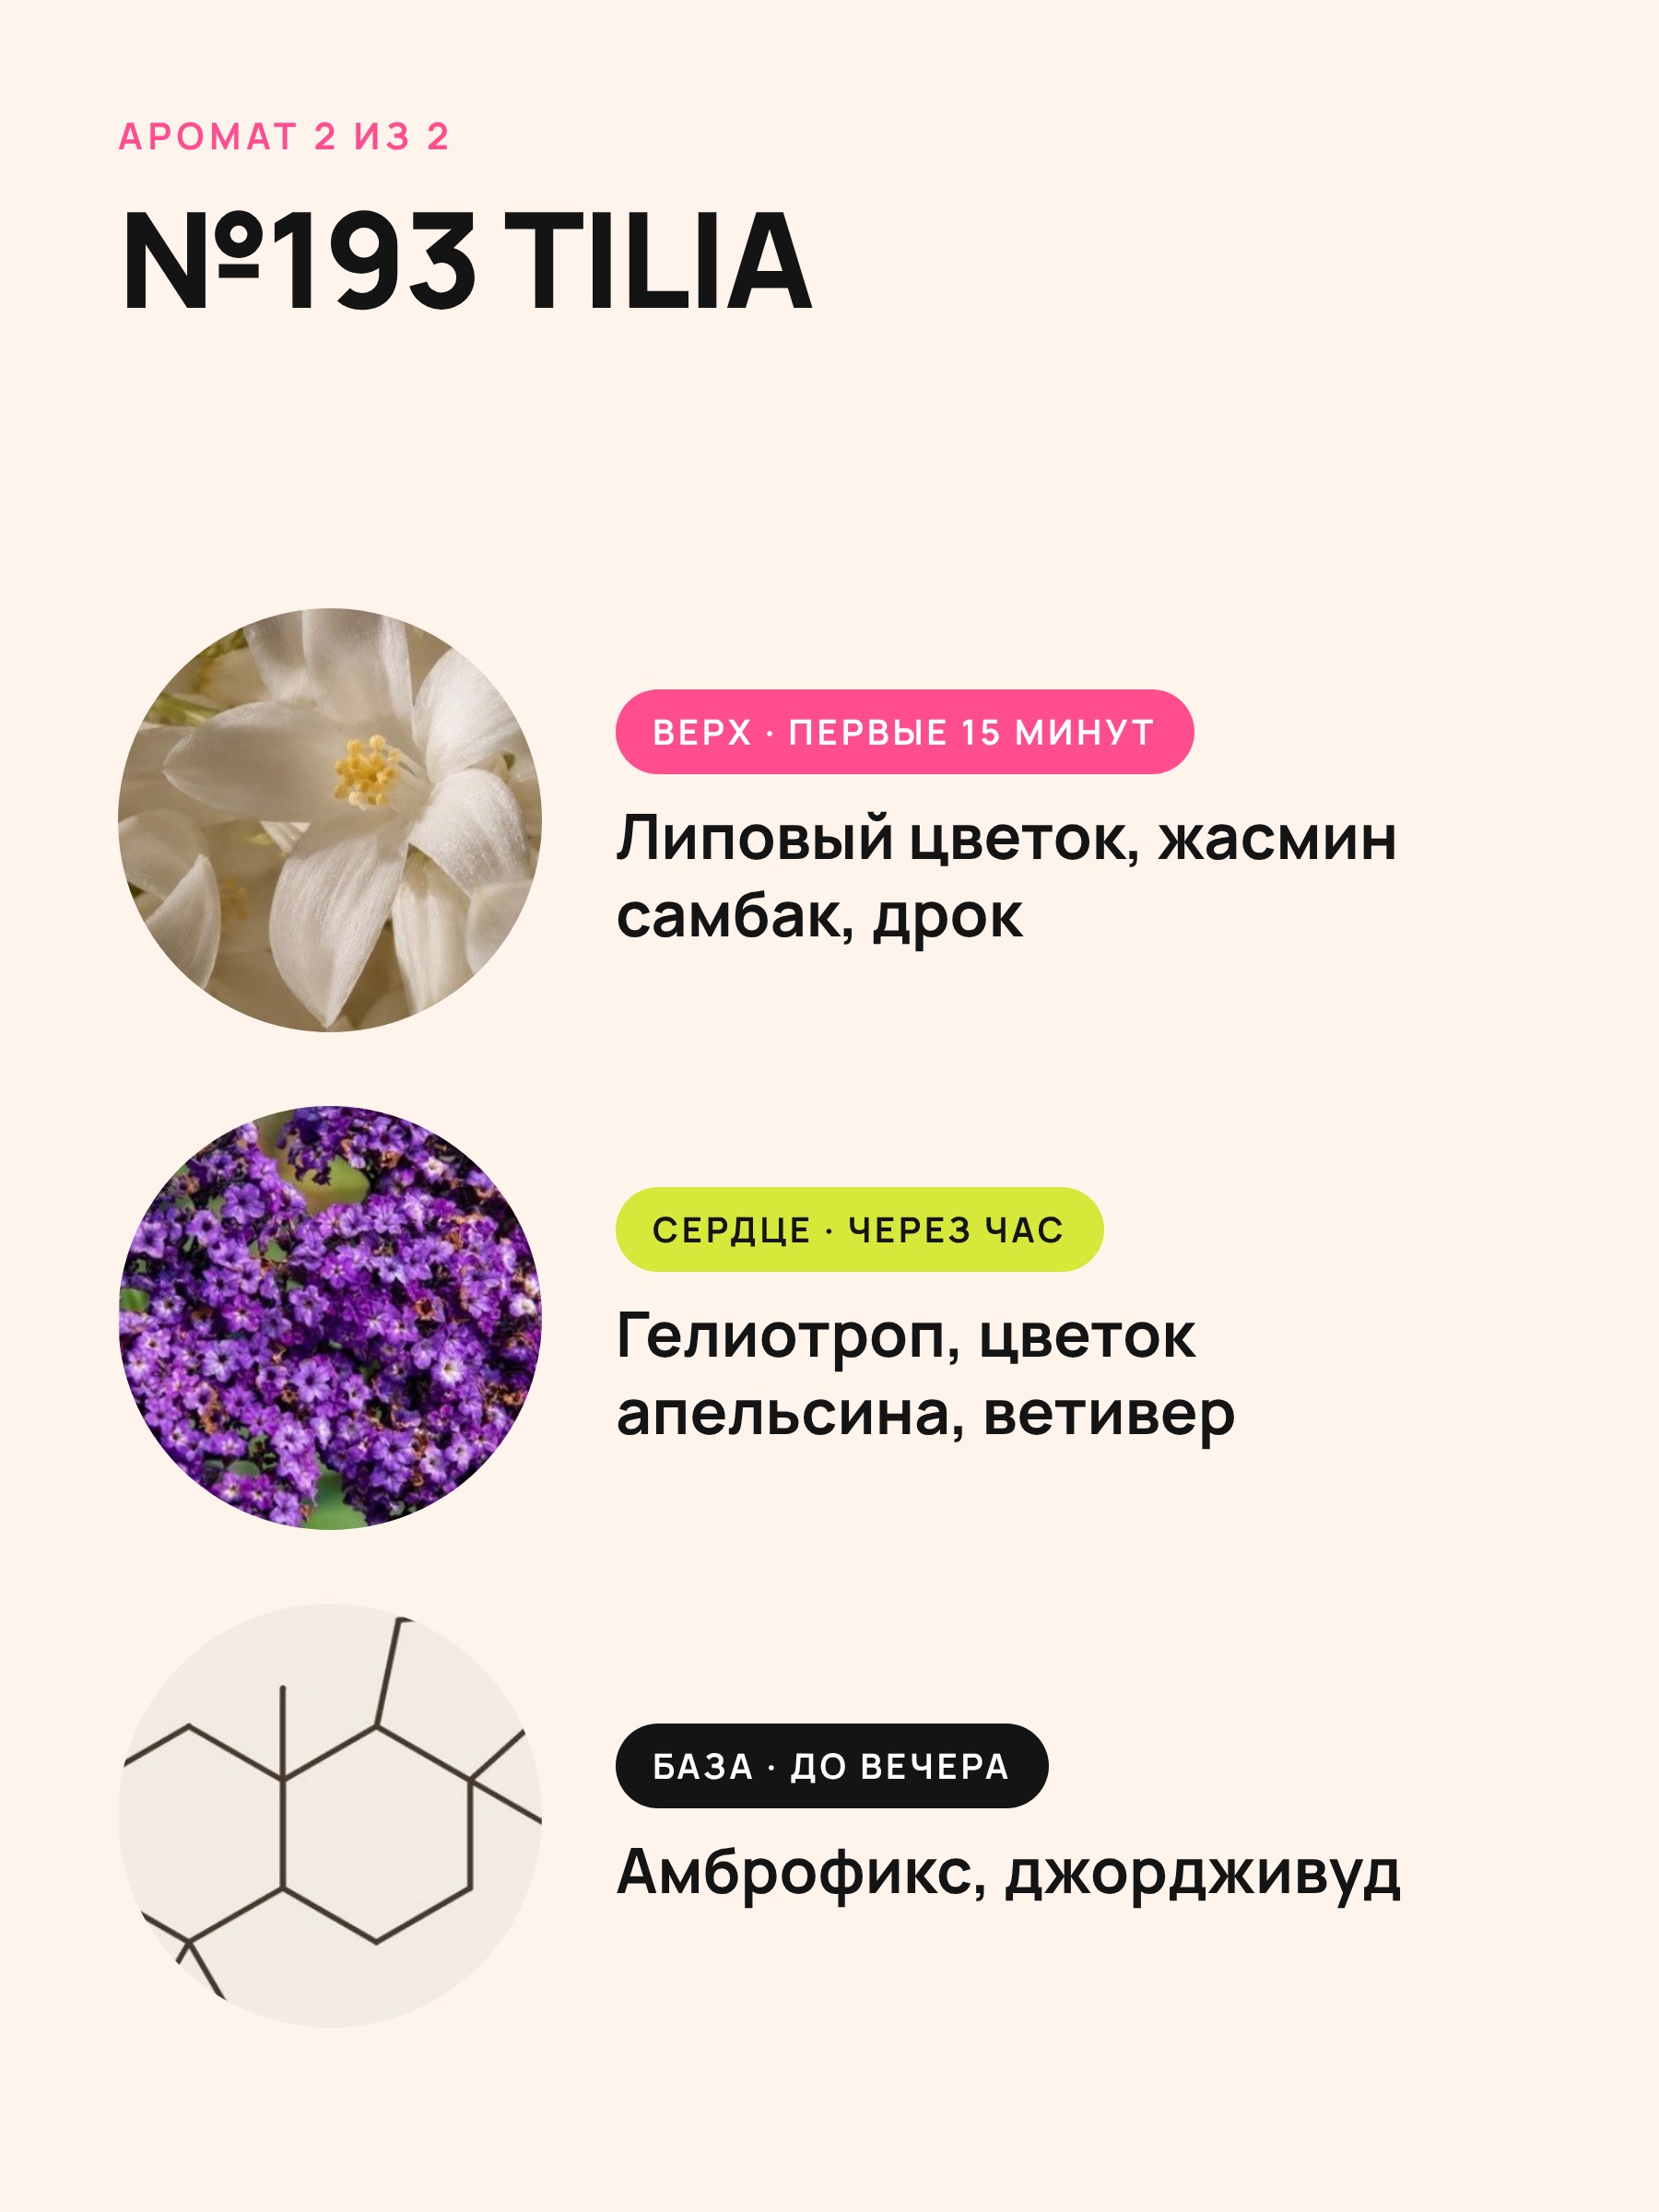 АРОМАТ 2 ИЗ 2
№193 TILIA
ВЕРХ · ПЕРВЫЕ 15 МИНУТ
Липовый цветок, жасмин
самбак, дрок
СЕРДЦЕ · ЧЕРЕЗ ЧАС
Гелиотроп, цветок
апельсина, ветивер
БАЗА · ДО ВЕЧЕРА
Амброфикс, джордживуд